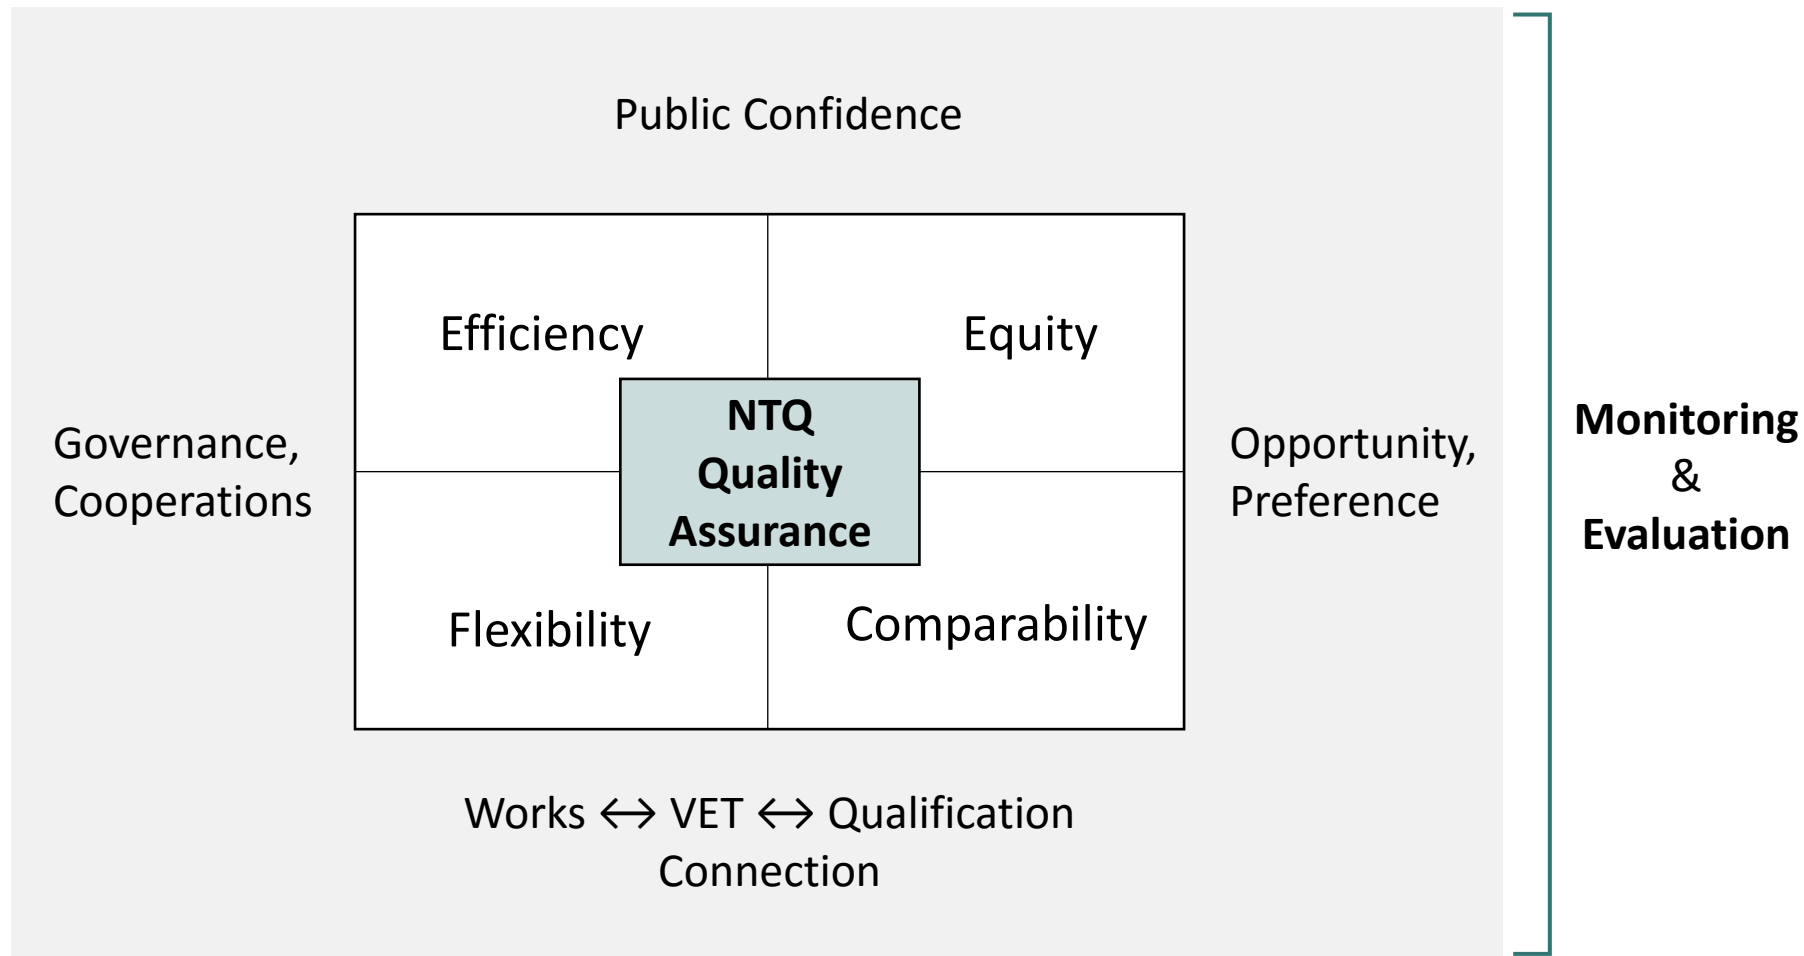 Public Confidence
Efficiency
Equity
NTQ
Quality
Assurance
Governance,
Cooperations
Opportunity,
Preference
Monitoring
&
Evaluation
Flexibility
Comparability
Works ↔ VET ↔ Qualification
Connection